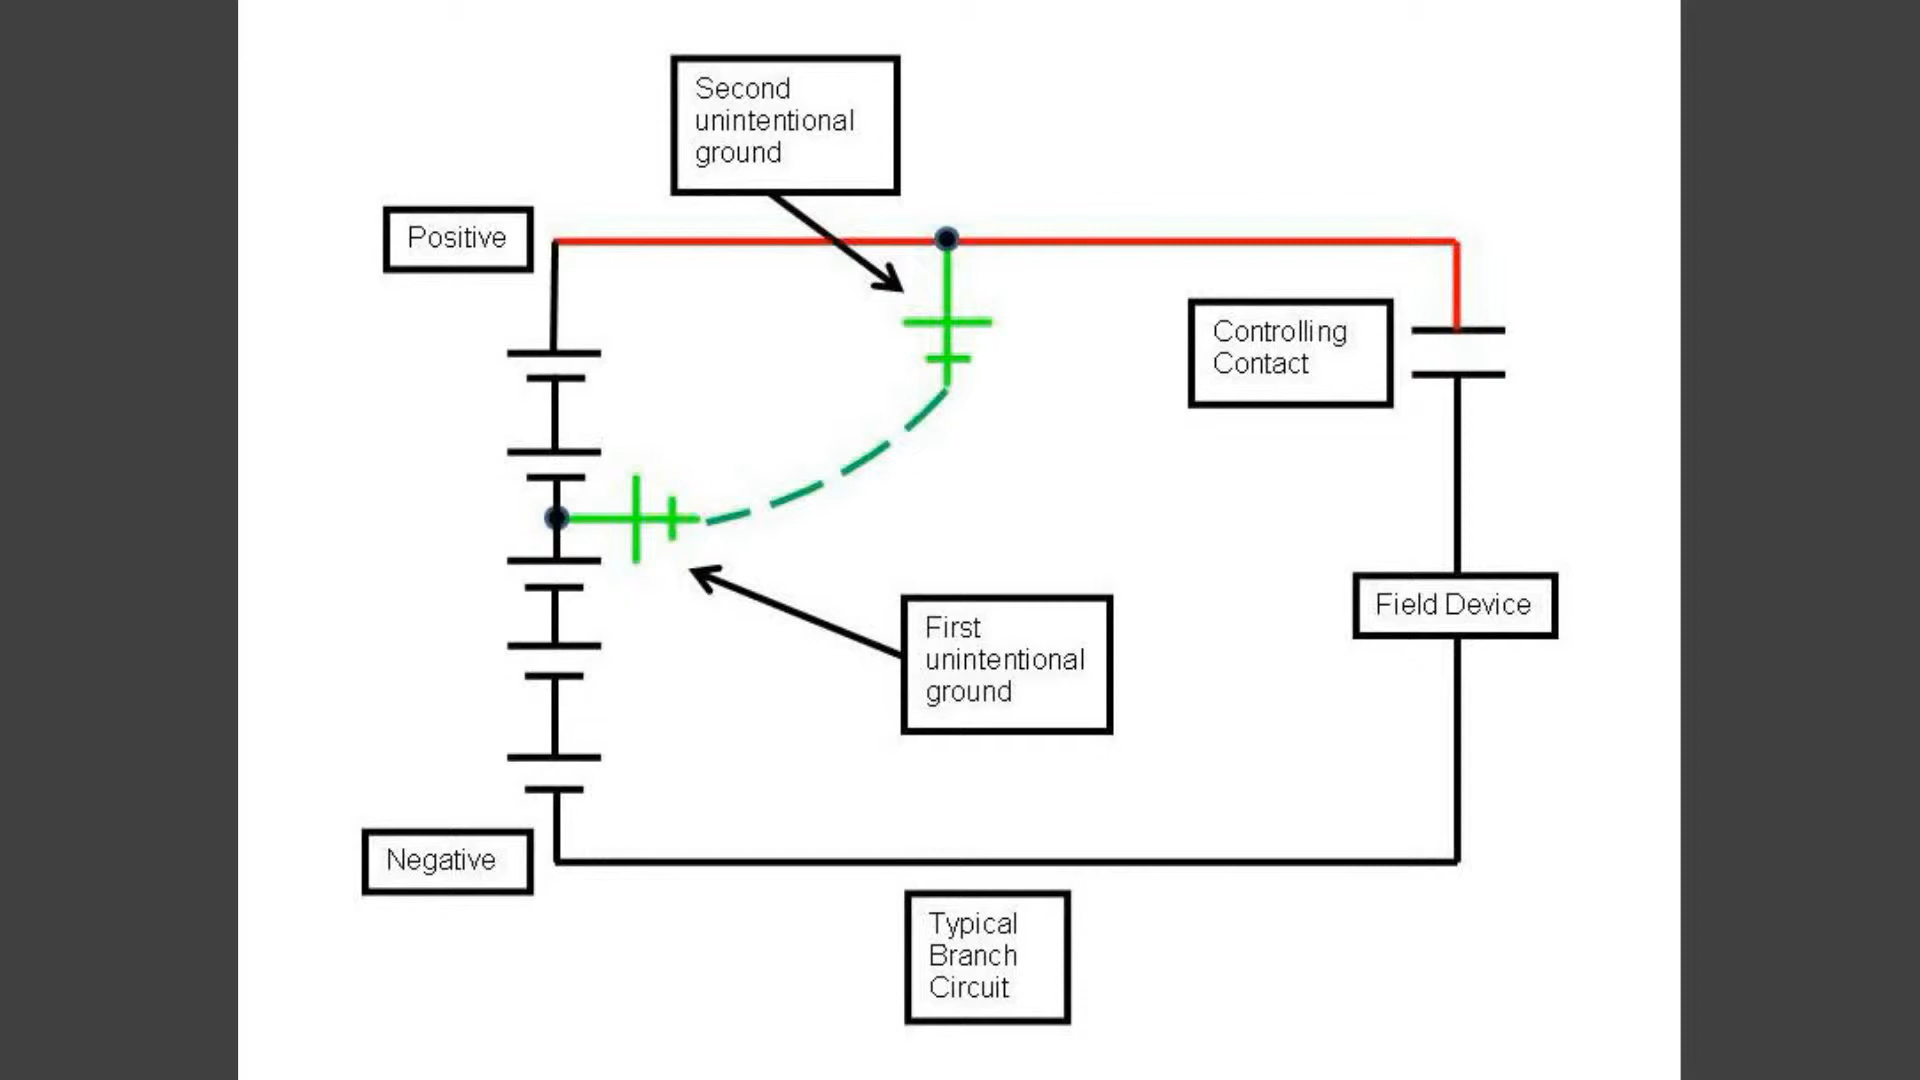 Second
unintentional
ground
Positive
Controlling
Contact
Field Device
First
unintentional
ground
Negative
Typical
Branch
Circuit